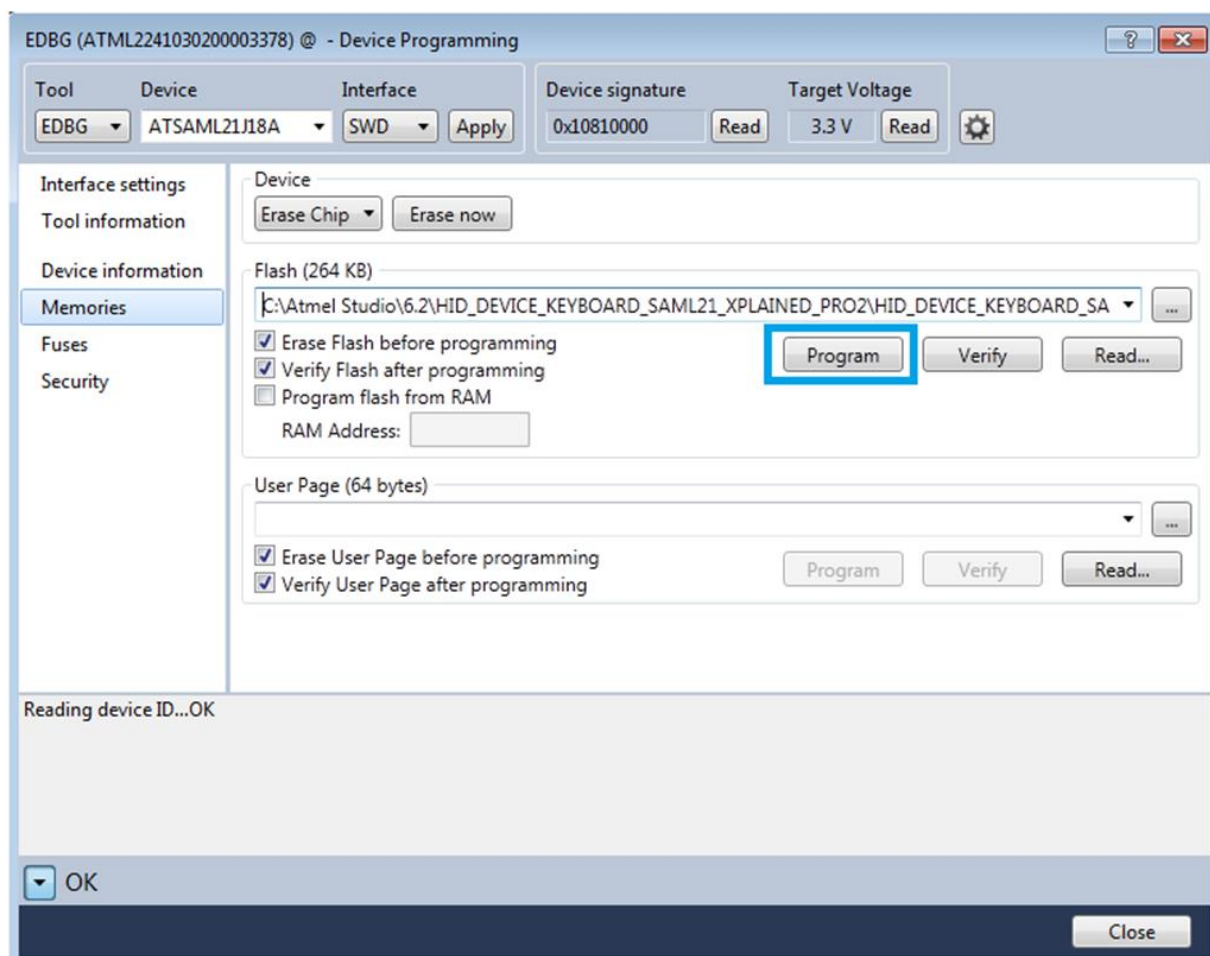 EDBG (ATML2241030200003378) @  - Device Programming
Tool Device Interface Device signature Target Voltage
EDBG ATSAML21J18A SWD Apply 0x10810000 Read 3.3 V Read
Interface settings
Tool information
Device information
Memories
Fuses
Security
Device
Erase Chip Erase now
Flash (264 KB)
C:\Atmel Studio\6.2\HID_DEVICE_KEYBOARD_SAML21_XPLAINED_PRO2\HID_DEVICE_KEYBOARD_SA ...
Erase Flash before programming
Verify Flash after programming
Program flash from RAM
RAM Address:
Program Verify Read...
User Page (64 bytes)
...
Erase User Page before programming
Verify User Page after programming
Program Verify Read...
Reading device ID...OK
OK
Close